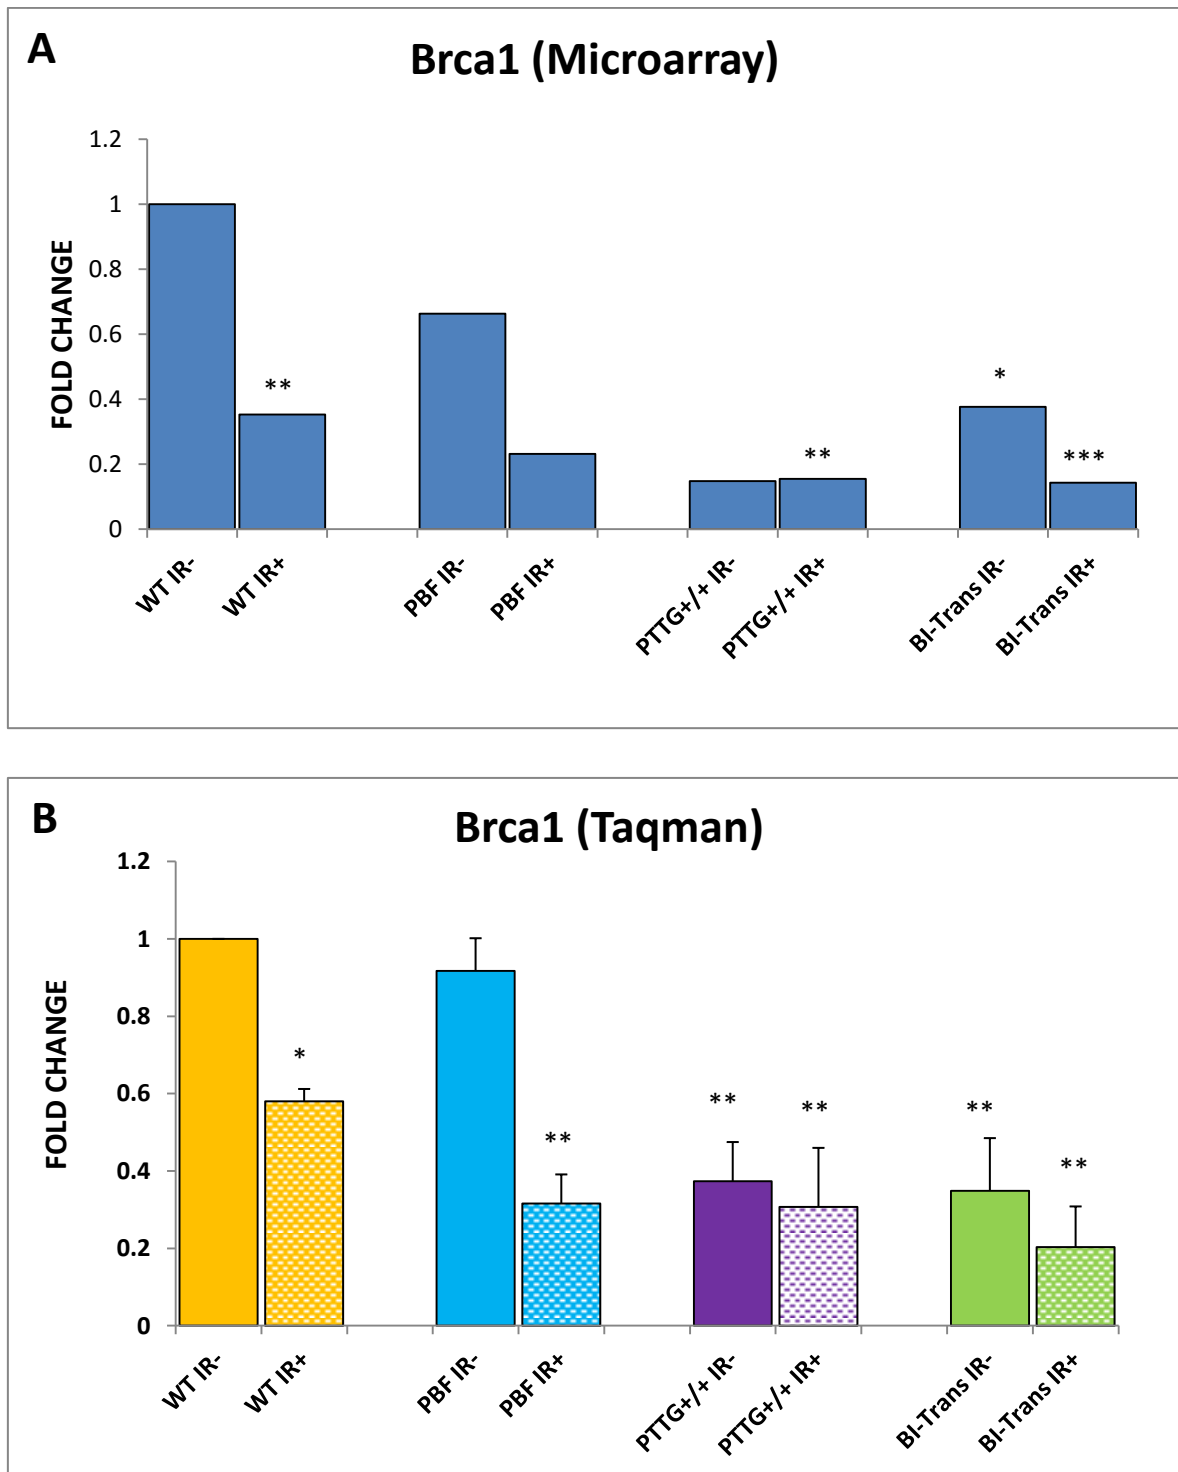 A
Brca1 (Microarray)
FOLD CHANGE
1.2
1
0.8
0.6
0.4
0.2
0
**
**
*
***
WT IR-
WT IR+
PBF IR-
PBF IR+
PTTG+/+ IR-
PTTG+/+ IR+
BI-Trans IR-
BI-Trans IR+
B
Brca1 (Taqman)
FOLD CHANGE
1.2
1
0.8
0.6
0.4
0.2
0
*
**
**
**
**
**
WT IR-
WT IR+
PBF IR-
PBF IR+
PTTG+/+ IR-
PTTG+/+ IR+
BI-Trans IR-
BI-Trans IR+